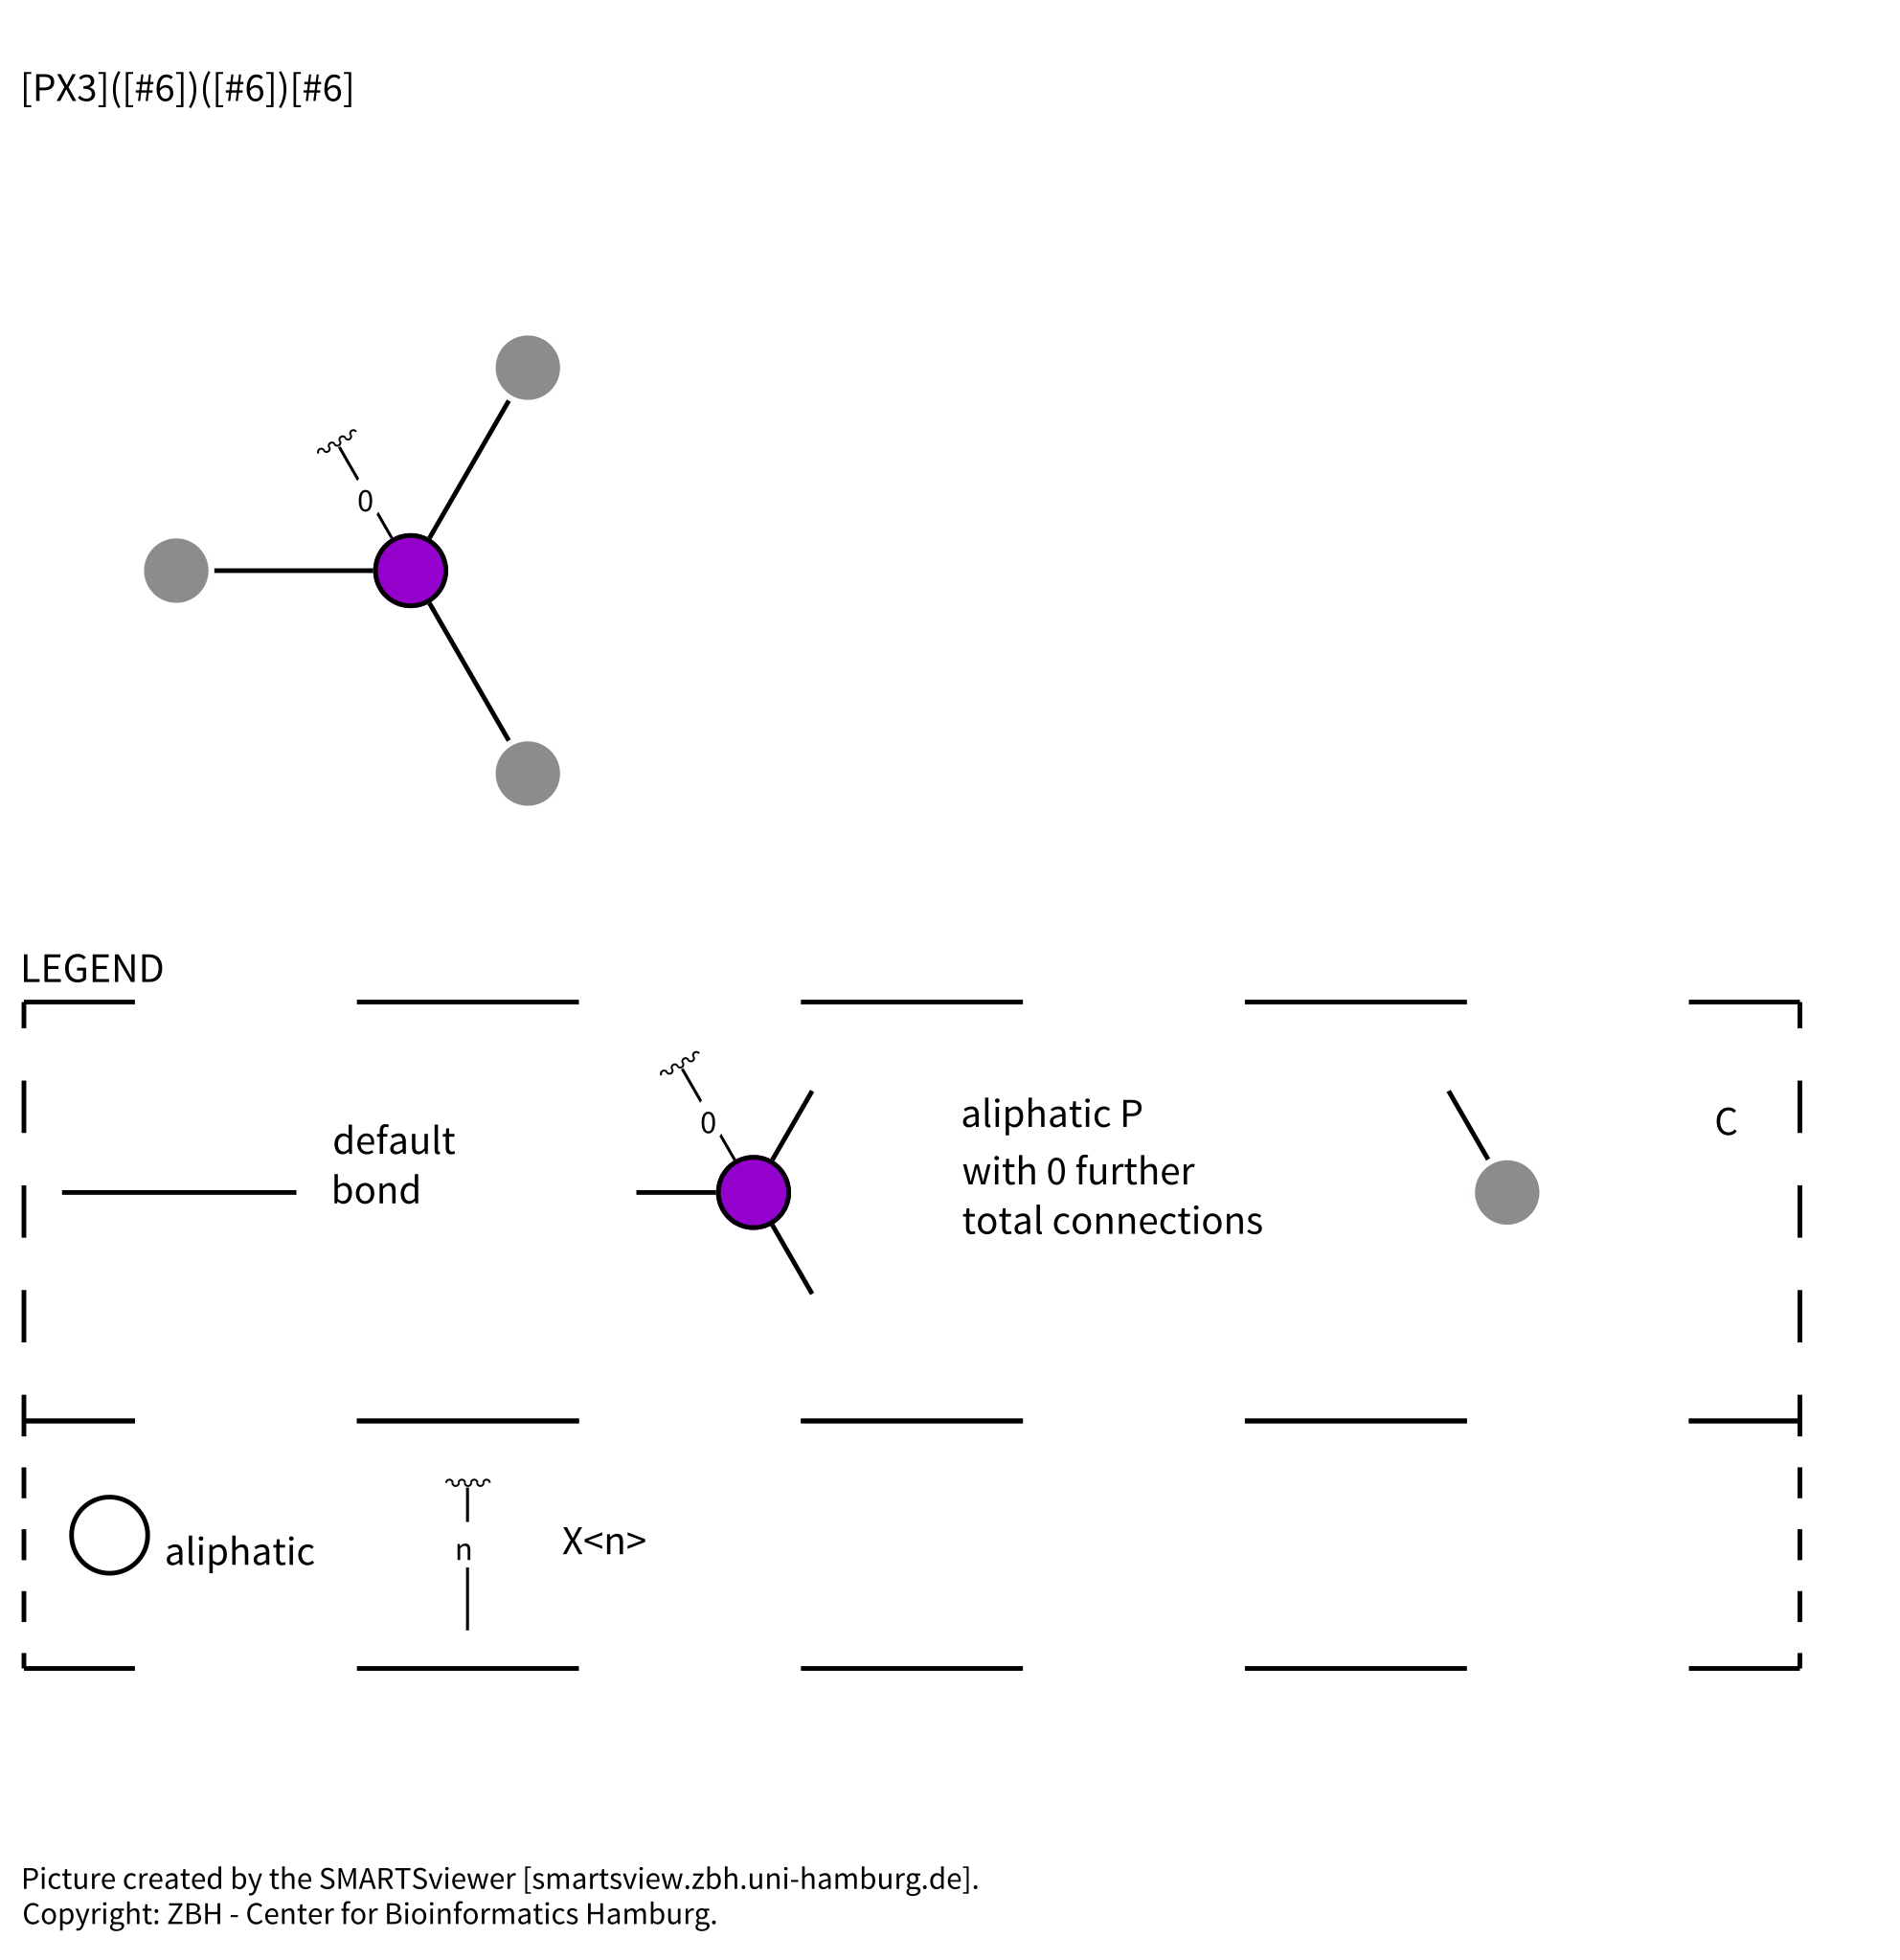 [PX3]([#6])([#6])[#6]
0
LEGEND
default
bond
0
aliphatic P
with 0 further
total connections
C
aliphatic
n
X<n>
Picture created by the SMARTSviewer [smartsview.zbh.uni-hamburg.de].
Copyright: ZBH - Center for Bioinformatics Hamburg.